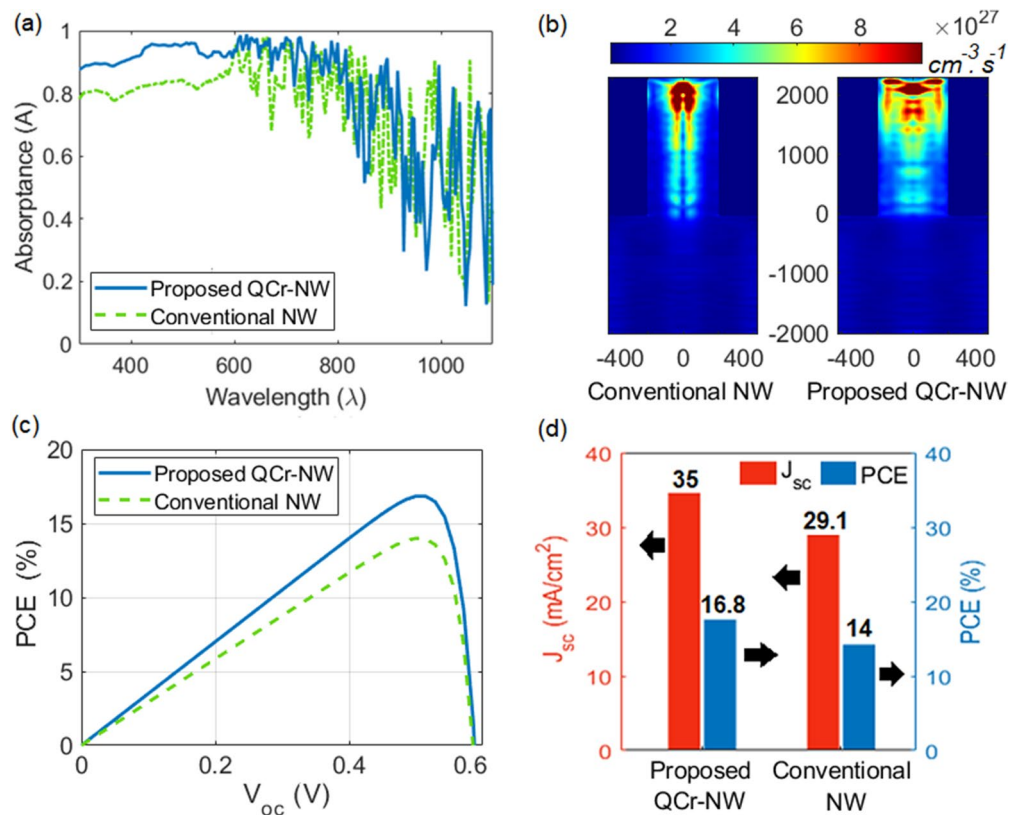 (a)
1
0.8
0.6
0.4
0.2
0
Absorptance (A)
Proposed QCr-NW
Conventional NW
400 600 800 1000
Wavelength (λ)
(b)
2 4 6 8 ×10²⁷
cm⁻³.s⁻¹
2000
1000
0
-1000
-2000
-400 0 400
Conventional NW
-400 0 400
Proposed QCr-NW
(c)
20
15
10
5
0
PCE (%)
Proposed QCr-NW
Conventional NW
0 0.2 0.4 0.6
V_oc (V)
(d)
40
30
20
10
0
J_sc (mA/cm²)
J_sc PCE
35
16.8
29.1
14
40
30
20
10
0
PCE (%)
Proposed
QCr-NW
Conventional
NW